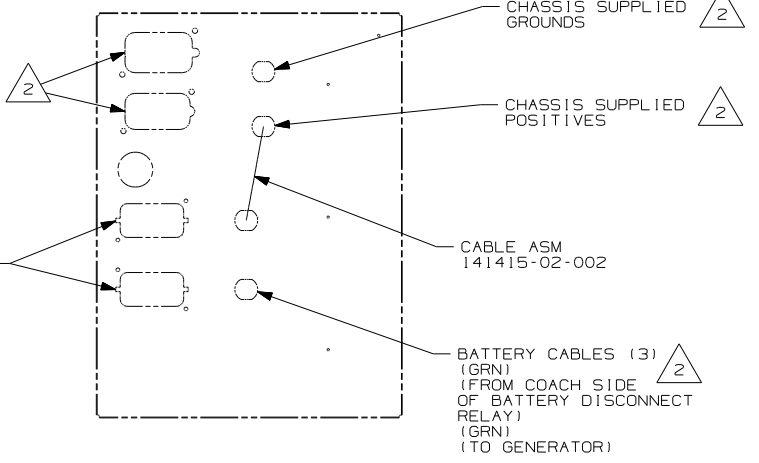 CHASSIS SUPPLIED
GROUNDS
2
2
CHASSIS SUPPLIED
POSITIVES
2
CABLE ASM
141415-02-002
BATTERY CABLES (3)
2
(GRN)
(FROM COACH SIDE
OF BATTERY DISCONNECT
RELAY)
(GRN)
(TO GENERATOR)